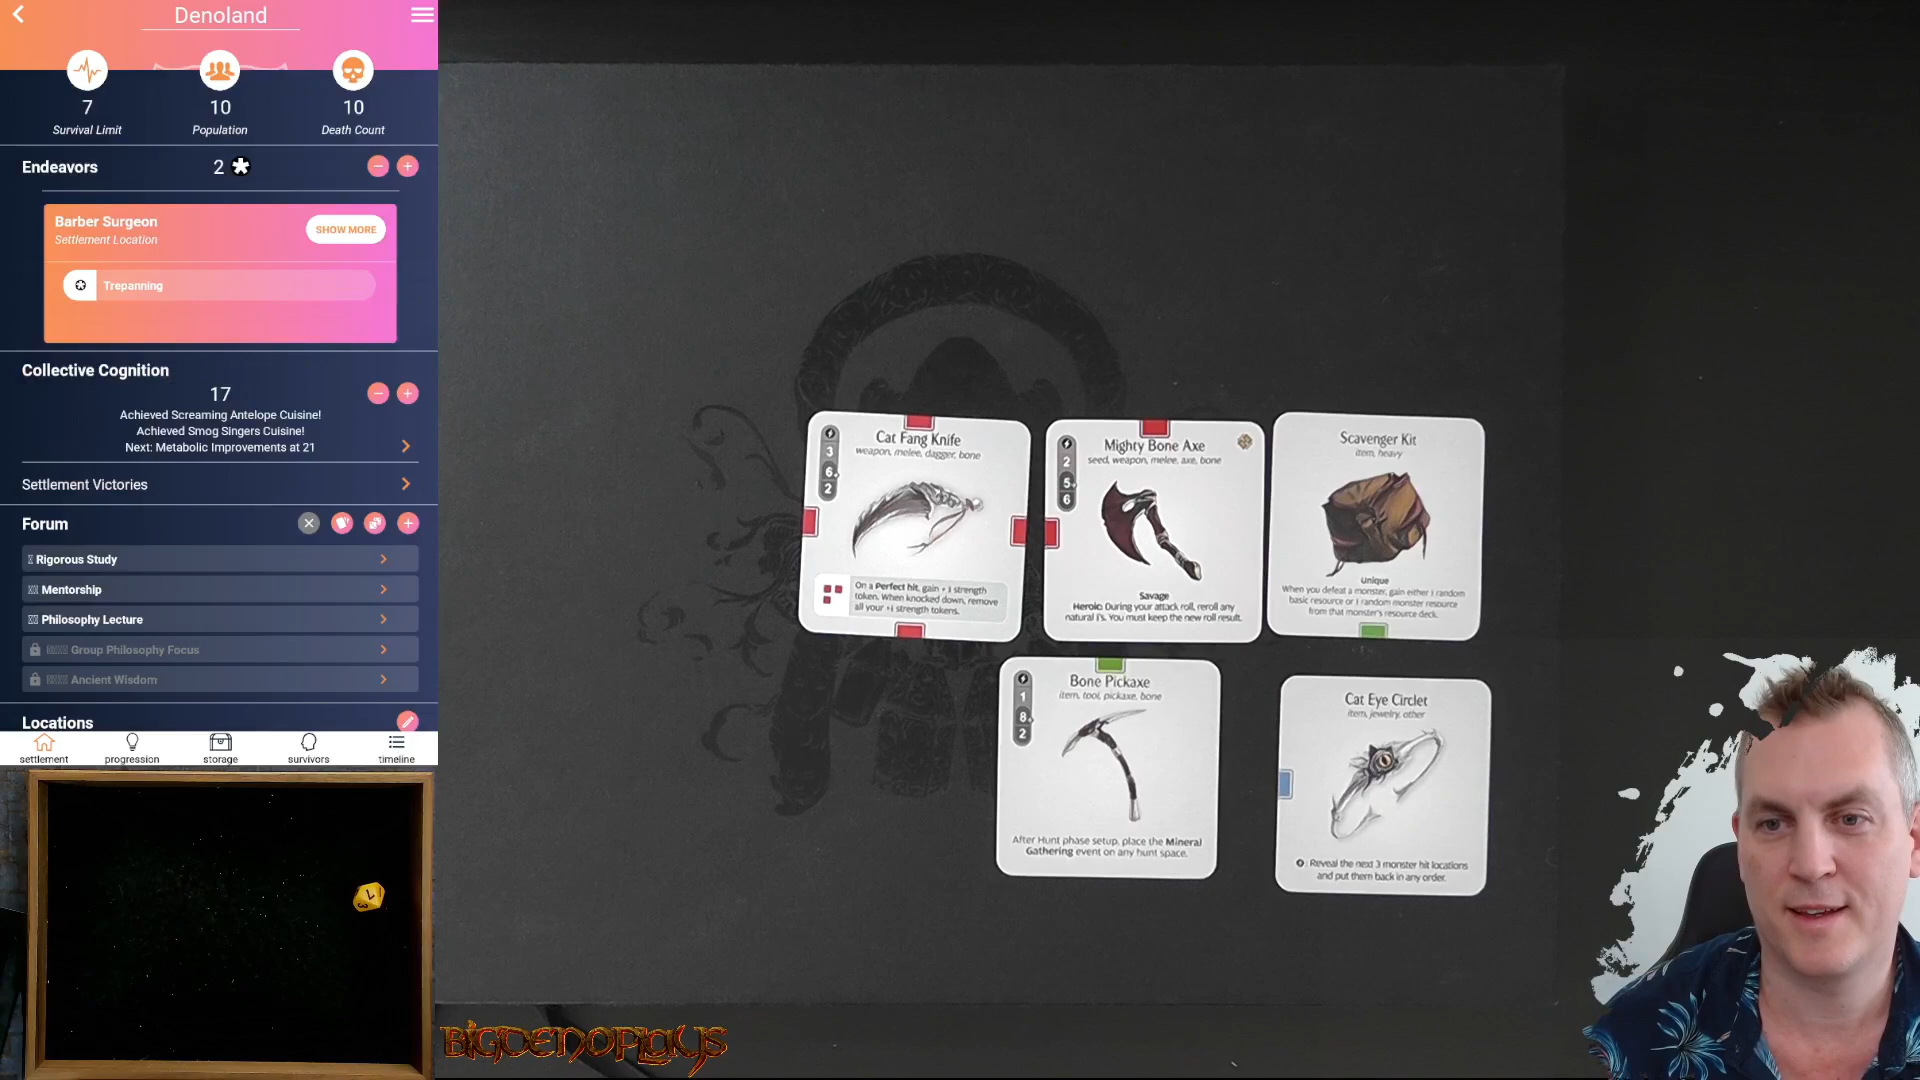 Denoland
7 10 10
Survival Limit Population Death Count
Endeavors 2
Barber Surgeon
Settlement Location
SHOW MORE
Trepanning
Collective Cognition
17
Achieved Screaming Antelope Cuisine!
Achieved Smog Singers Cuisine!
Next: Metabolic Improvements at 21
Settlement Victories
Forum
Rigorous Study
Mentorship
Philosophy Lecture
Group Philosophy Focus
Ancient Wisdom
Locations
settlement progression storage survivors timeline
7
3
BIGDENOPLAYS
Cat Fang Knife
weapon, melee, dagger, bone
3
6+
2
On a Perfect hit, gain +1 strength
token. When knocked down, remove
all your +1 strength tokens.
Mighty Bone Axe
seed, weapon, melee, axe, bone
2
5+
6
Savage
Heroic: During your attack roll, reroll any
natural 1's. You must keep the new roll result.
Scavenger Kit
item, heavy
Unique
When you defeat a monster, gain either 1 random
basic resource or 1 random monster resource
from that monster's resource deck.
Bone Pickaxe
item, tool, pickaxe, bone
1
8+
2
After Hunt phase setup, place the Mineral
Gathering event on any hunt space.
Cat Eye Circlet
item, jewelry, other
: Reveal the next 3 monster hit locations
and put them back in any order.